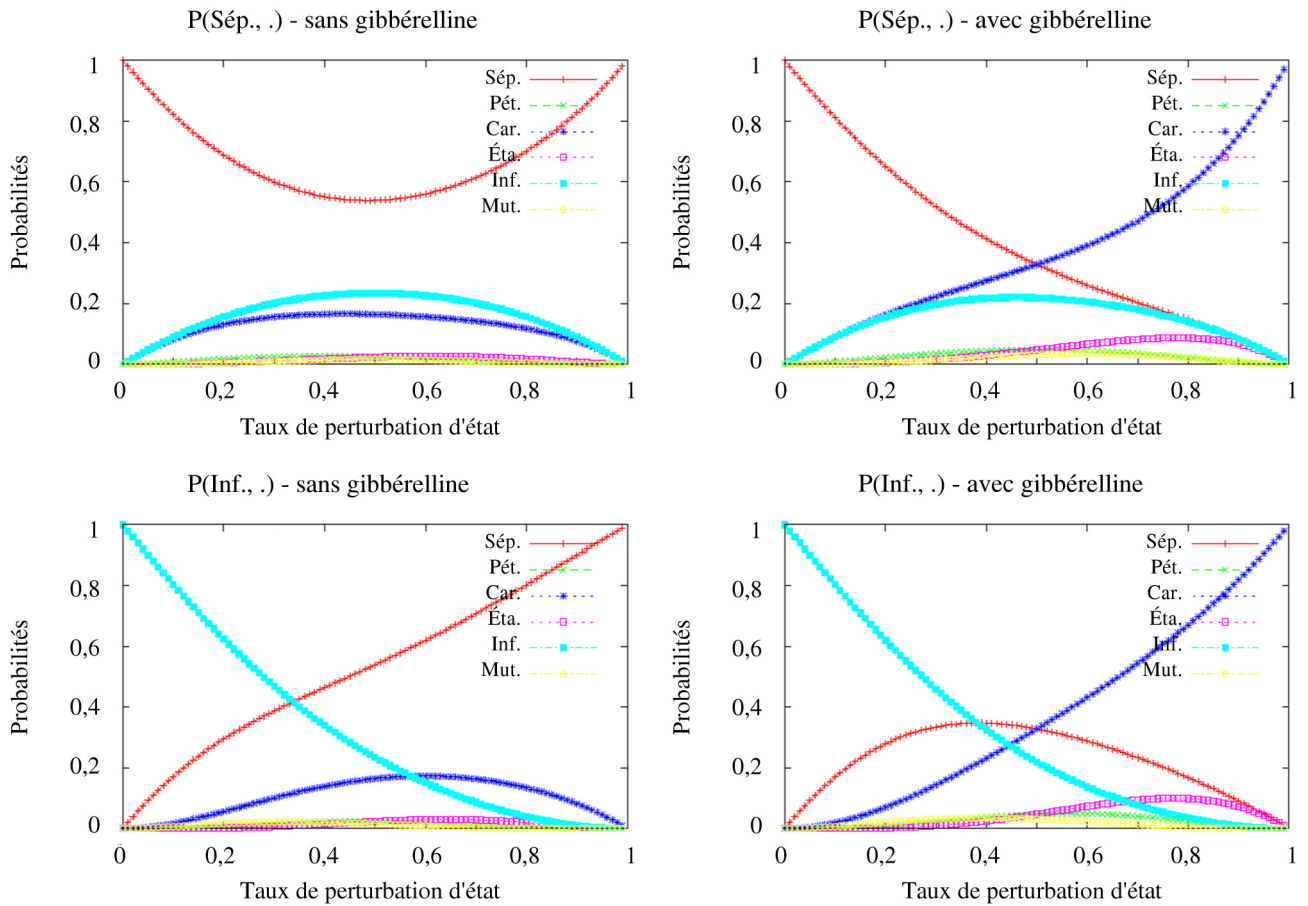 P(Sép., .) - sans gibbérelline
Probabilités
1
0,8
0,6
0,4
0,2
0
Sép.
Pét.
Car.
Éta.
Inf.
Mut.
0 0,2 0,4 0,6 0,8 1
Taux de perturbation d'état
P(Sép., .) - avec gibbérelline
Probabilités
1
0,8
0,6
0,4
0,2
0
Sép.
Pét.
Car.
Éta.
Inf.
Mut.
0 0,2 0,4 0,6 0,8 1
Taux de perturbation d'état
P(Inf., .) - sans gibbérelline
Probabilités
1
0,8
0,6
0,4
0,2
0
Sép.
Pét.
Car.
Éta.
Inf.
Mut.
0 0,2 0,4 0,6 0,8 1
Taux de perturbation d'état
P(Inf., .) - avec gibbérelline
Probabilités
1
0,8
0,6
0,4
0,2
0
Sép.
Pét.
Car.
Éta.
Inf.
Mut.
0 0,2 0,4 0,6 0,8 1
Taux de perturbation d'état